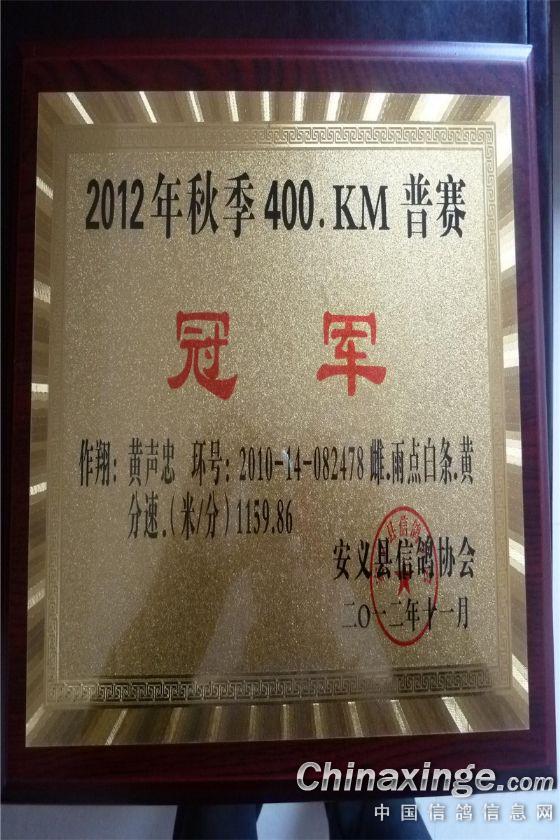 2012年秋季400.KM普赛
冠军
作翔：黄声忠 环号：2010-14-082478 雌.雨点白条.黄
分速.(米/分)1159.86
安义县信鸽协会
二〇一二年十一月
Chinaxinge.com
中国信鸽信息网